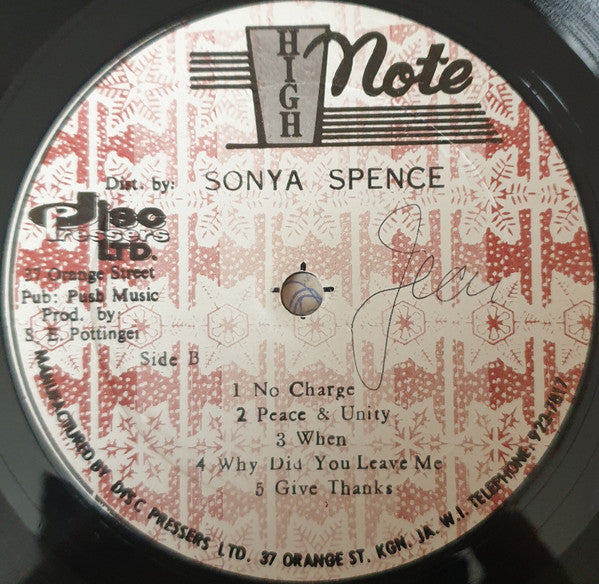 HIGH Note
Dist. by: SONYA SPENCE
Disc
Pressers
LTD.
37 Orange Street
Pub: Push Music
Prod. by
S. E. Pottinger
Side B
Jean
1 No Charge
2 Peace & Unity
3 When
4 Why Did You Leave Me
5 Give Thanks
MANUFACTURED BY DISC PRESSERS LTD. 37 ORANGE ST. KGN. JA. W. I. TELEPHONE: 922-7817